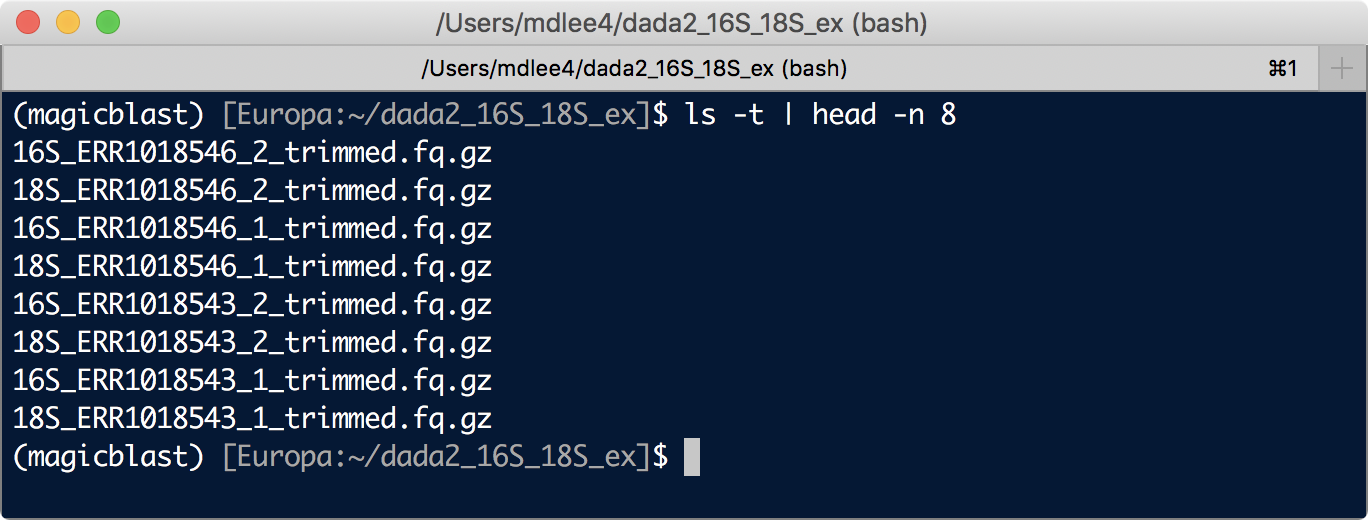 /Users/mdlee4/dada2_16S_18S_ex (bash)
/Users/mdlee4/dada2_16S_18S_ex (bash) ⌘1
(magicblast) [Europa:~/dada2_16S_18S_ex]$ ls -t | head -n 8
16S_ERR1018546_2_trimmed.fq.gz
18S_ERR1018546_2_trimmed.fq.gz
16S_ERR1018546_1_trimmed.fq.gz
18S_ERR1018546_1_trimmed.fq.gz
16S_ERR1018543_2_trimmed.fq.gz
18S_ERR1018543_2_trimmed.fq.gz
16S_ERR1018543_1_trimmed.fq.gz
18S_ERR1018543_1_trimmed.fq.gz
(magicblast) [Europa:~/dada2_16S_18S_ex]$